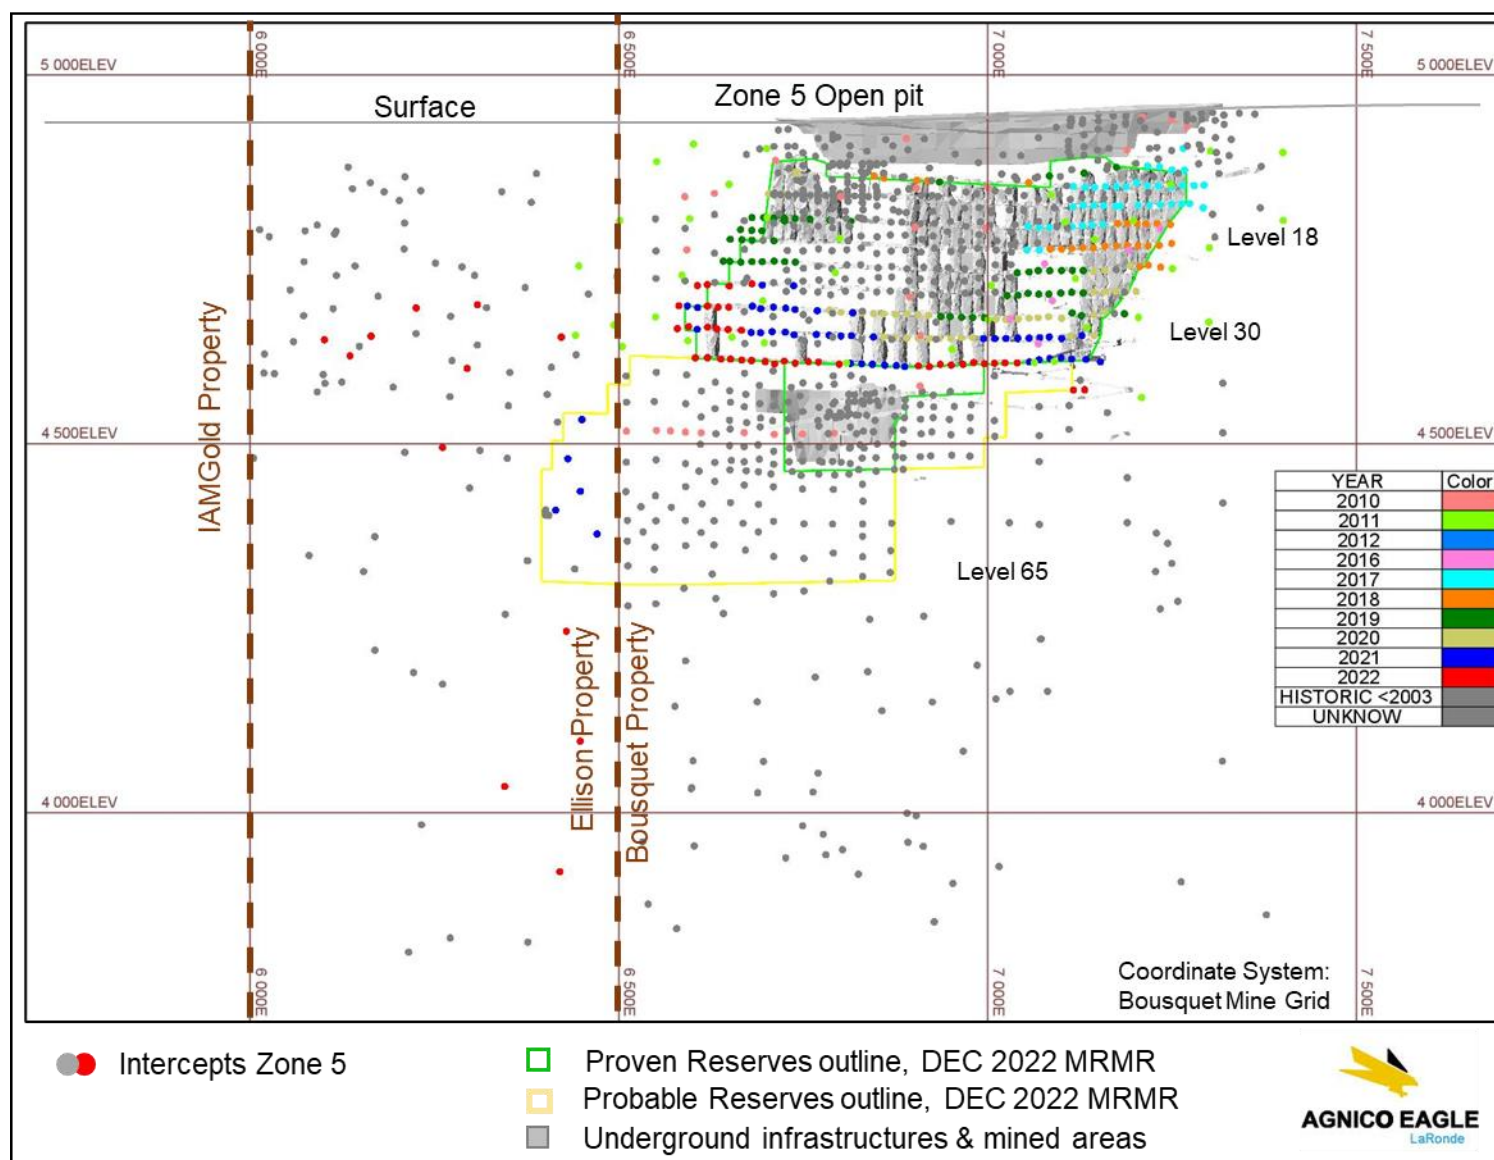 6 000E
6 500E
7 000E
7 500E
5 000ELEV
5 000ELEV
Surface
Zone 5 Open pit
Level 18
Level 30
IAMGold Property
4 500ELEV
4 500ELEV
YEAR Color
2010
2011
2012
2016
2017
2018
2019
2020
2021
2022
HISTORIC <2003
UNKNOW
Level 65
Ellison Property
Bousquet Property
4 000ELEV
4 000ELEV
6 000E
6 500E
7 000E
7 500E
Coordinate System:
Bousquet Mine Grid
Intercepts Zone 5
Proven Reserves outline, DEC 2022 MRMR
Probable Reserves outline, DEC 2022 MRMR
Underground infrastructures & mined areas
AGNICO EAGLE
LaRonde